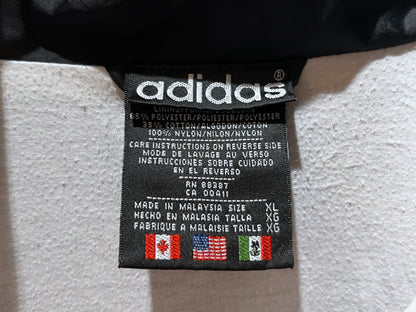 adidas®
LINING/
65% POLYESTER/POLYESTER/POLYESTER
35% COTTON/ALGODON/COTON
100% NYLON/NILON/NYLON
CARE INSTRUCTIONS ON REVERSE SIDE
MODE DE LAVAGE AU VERSO
INSTRUCCIONES SOBRE CUIDADO
EN EL REVERSO
RN 88387
CA 00411
MADE IN MALAYSIA SIZE XL
HECHO EN MALASIA TALLA XG
FABRIQUE A MALAISIE TAILLE XG